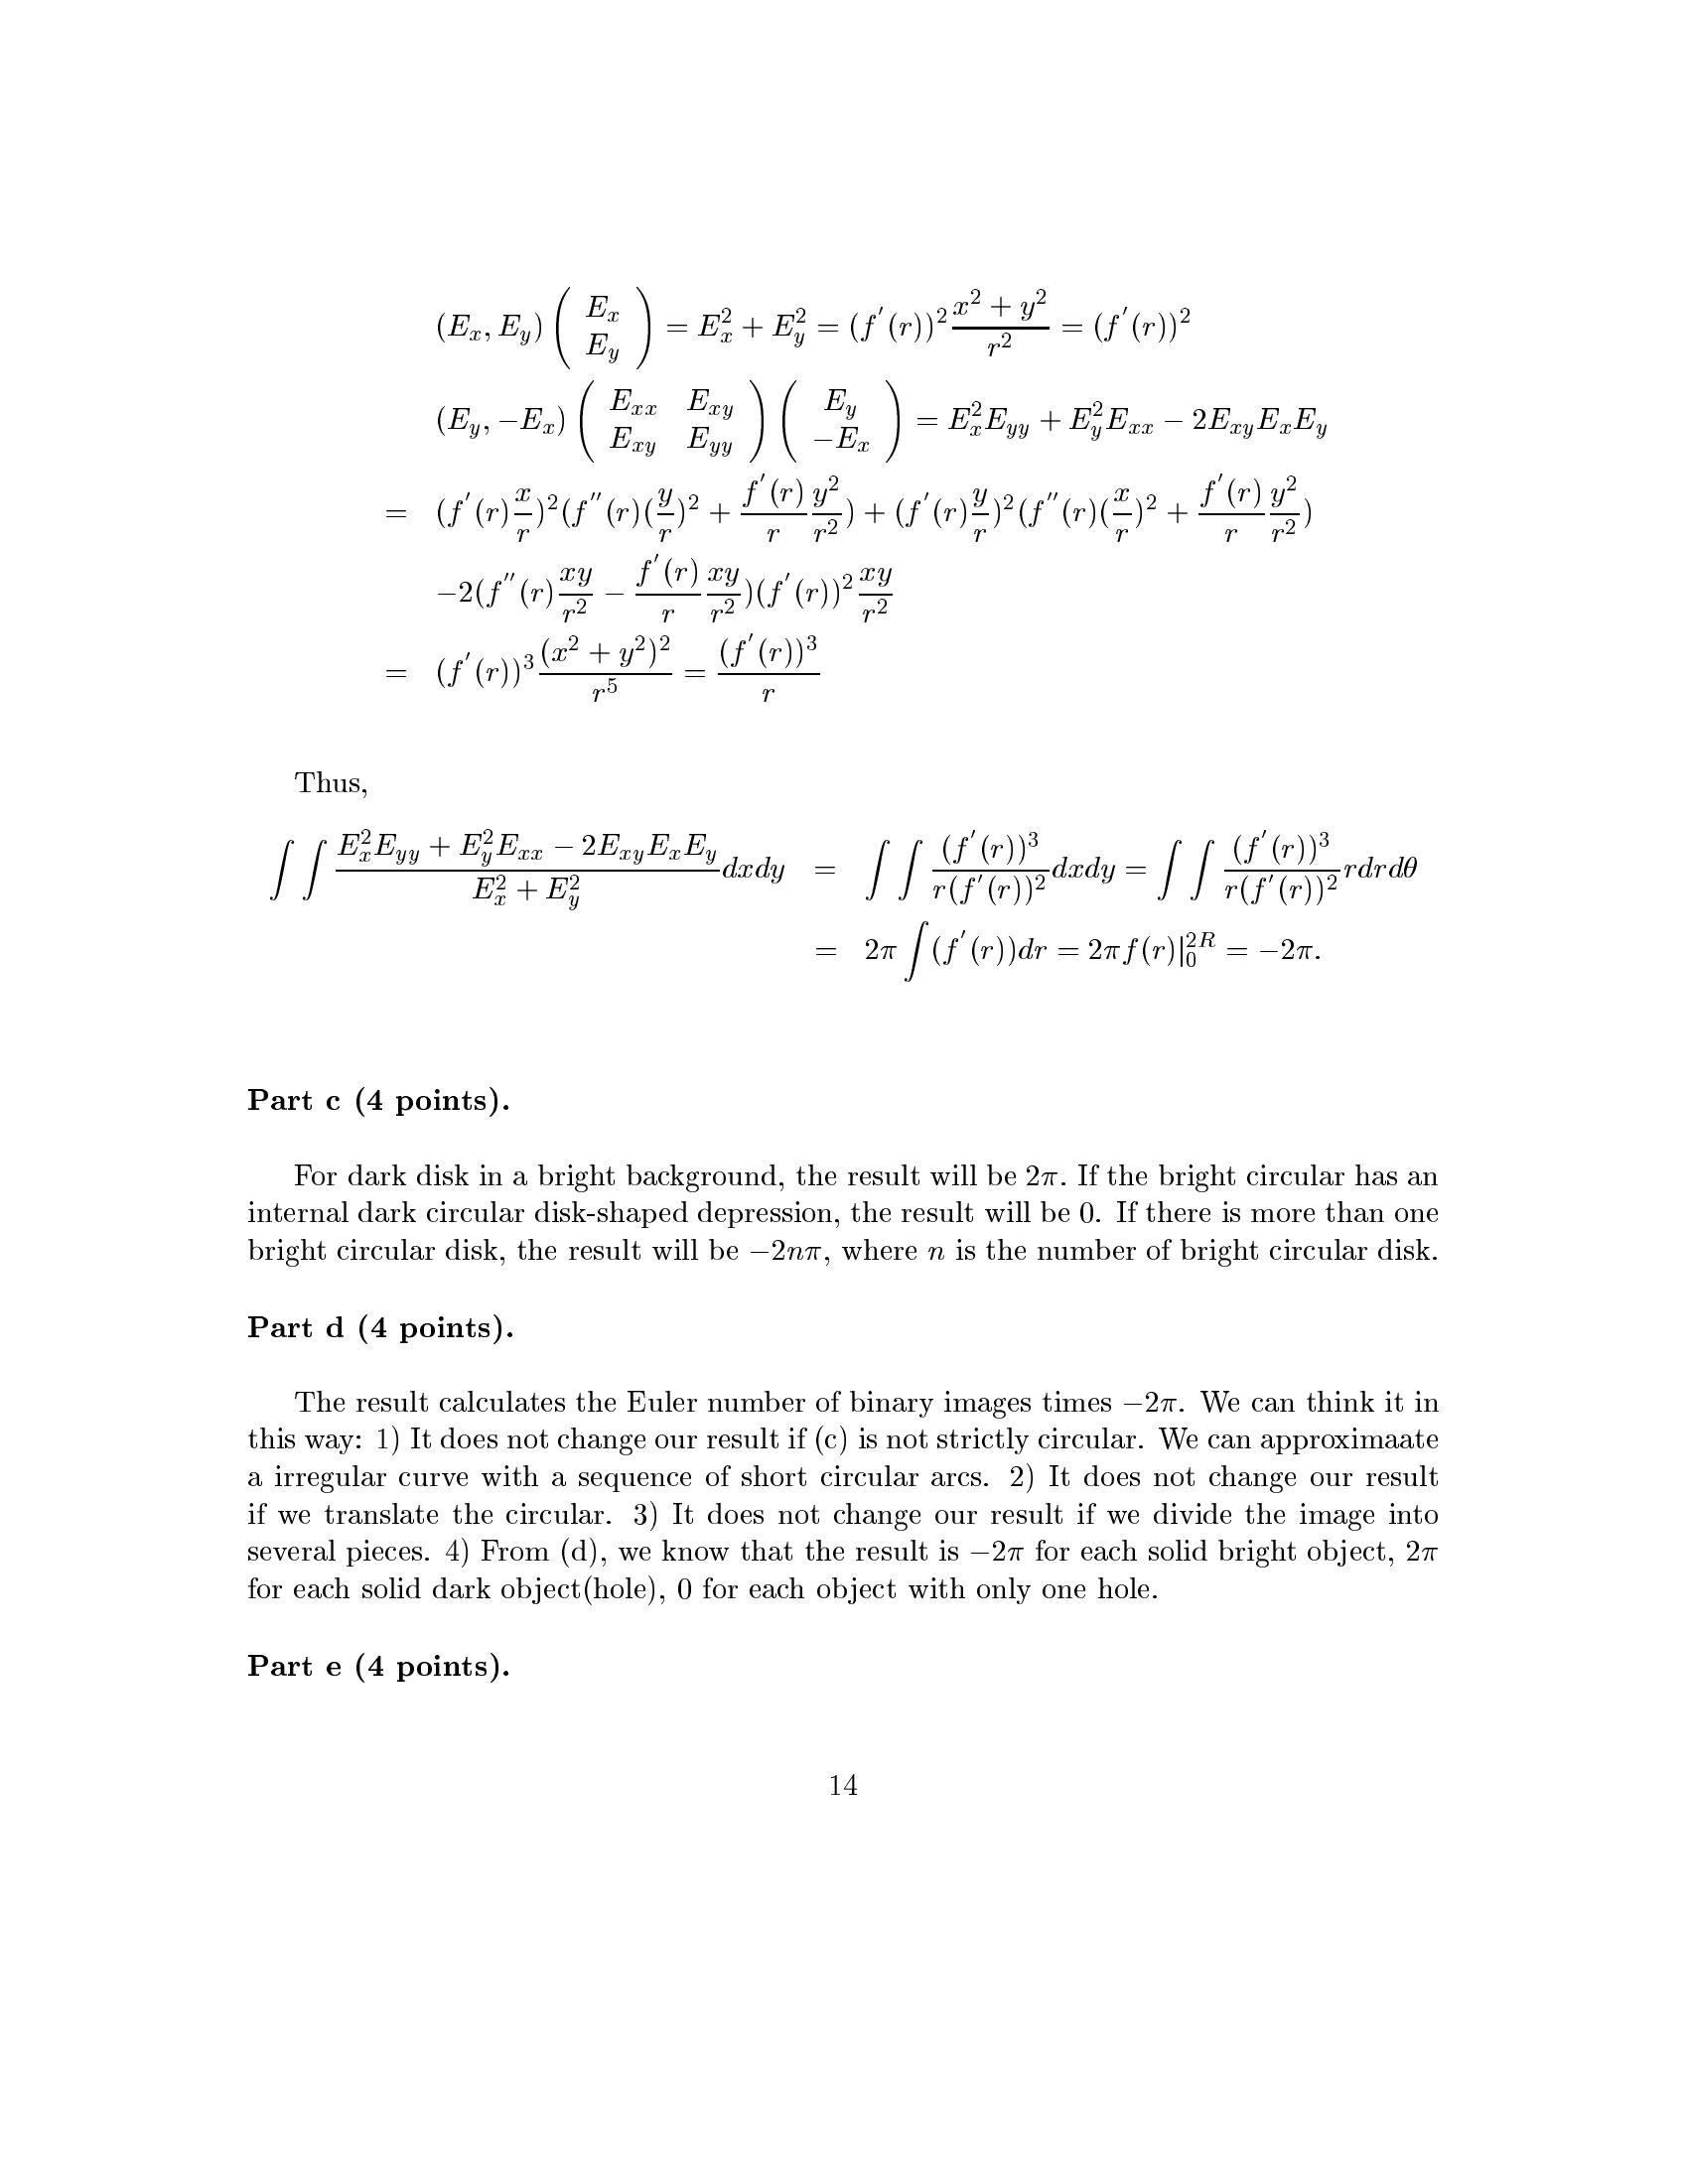 $(E_x, E_y) \begin{pmatrix} E_x \\ E_y \end{pmatrix} = E_x^2 + E_y^2 = (f^{'}(r))^2 \frac{x^2 + y^2}{r^2} = (f^{'}(r))^2$
$(E_y, -E_x) \begin{pmatrix} E_{xx} & E_{xy} \\ E_{xy} & E_{yy} \end{pmatrix} \begin{pmatrix} E_y \\ -E_x \end{pmatrix} = E_x^2 E_{yy} + E_y^2 E_{xx} - 2E_{xy} E_x E_y$
$= (f^{'}(r)\frac{x}{r})^2 (f^{''}(r)(\frac{y}{r})^2 + \frac{f^{'}(r)}{r}\frac{y^2}{r^2}) + (f^{'}(r)\frac{y}{r})^2 (f^{''}(r)(\frac{x}{r})^2 + \frac{f^{'}(r)}{r}\frac{y^2}{r^2})$
$-2(f^{''}(r)\frac{xy}{r^2} - \frac{f^{'}(r)}{r}\frac{xy}{r^2})(f^{'}(r))^2\frac{xy}{r^2}$
$= (f^{'}(r))^3 \frac{(x^2 + y^2)^2}{r^5} = \frac{(f^{'}(r))^3}{r}$
Thus,
$\int\int \frac{E_x^2 E_{yy} + E_y^2 E_{xx} - 2E_{xy} E_x E_y}{E_x^2 + E_y^2} dxdy = \int\int \frac{(f^{'}(r))^3}{r(f^{'}(r))^2} dxdy = \int\int \frac{(f^{'}(r))^3}{r(f^{'}(r))^2} rdrd\theta$
$= 2\pi \int (f^{'}(r))dr = 2\pi f(r)|_0^{2R} = -2\pi.$
Part c (4 points).
For dark disk in a bright background, the result will be $2\pi$. If the bright circular has an
internal dark circular disk-shaped depression, the result will be 0. If there is more than one
bright circular disk, the result will be $-2n\pi$, where $n$ is the number of bright circular disk.
Part d (4 points).
The result calculates the Euler number of binary images times $-2\pi$. We can think it in
this way: 1) It does not change our result if (c) is not strictly circular. We can approximaate
a irregular curve with a sequence of short circular arcs. 2) It does not change our result
if we translate the circular. 3) It does not change our result if we divide the image into
several pieces. 4) From (d), we know that the result is $-2\pi$ for each solid bright object, $2\pi$
for each solid dark object(hole), 0 for each object with only one hole.
Part e (4 points).
14